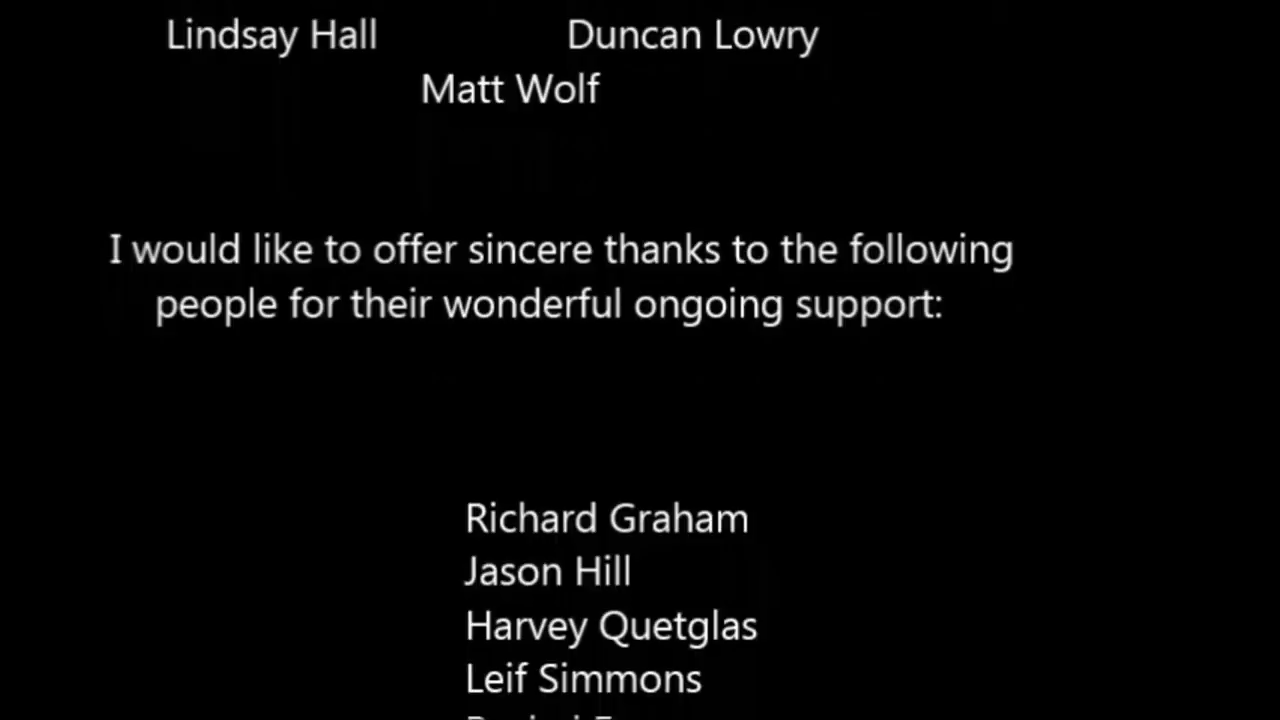 Lindsay Hall Duncan Lowry
Matt Wolf
I would like to offer sincere thanks to the following
people for their wonderful ongoing support:
Richard Graham
Jason Hill
Harvey Quetglas
Leif Simmons